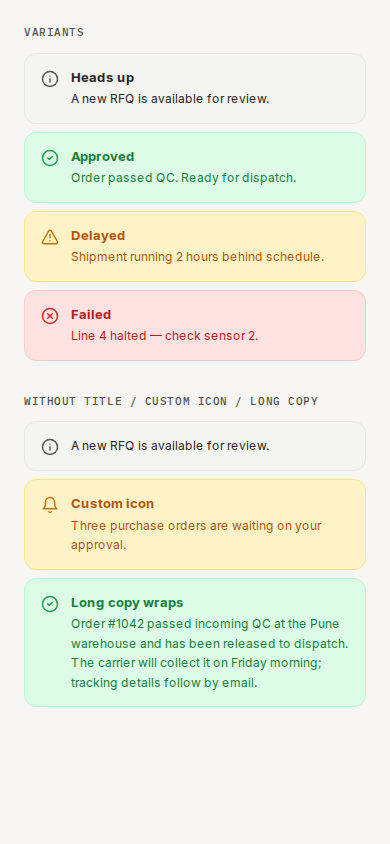 VARIANTS
Heads up
A new RFQ is available for review.
Approved
Order passed QC. Ready for dispatch.
Delayed
Shipment running 2 hours behind schedule.
Failed
Line 4 halted — check sensor 2.
WITHOUT TITLE / CUSTOM ICON / LONG COPY
A new RFQ is available for review.
Custom icon
Three purchase orders are waiting on your
approval.
Long copy wraps
Order #1042 passed incoming QC at the Pune
warehouse and has been released to dispatch.
The carrier will collect it on Friday morning;
tracking details follow by email.